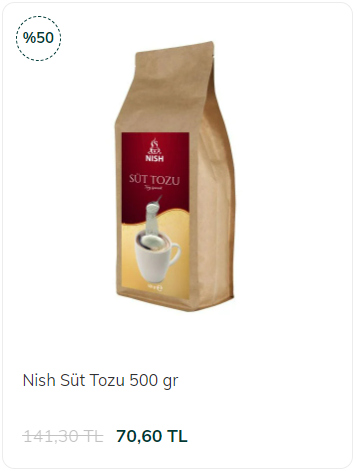 %50
NISH
SÜT TOZU
Nish Süt Tozu 500 gr
141,30 TL 70,60 TL